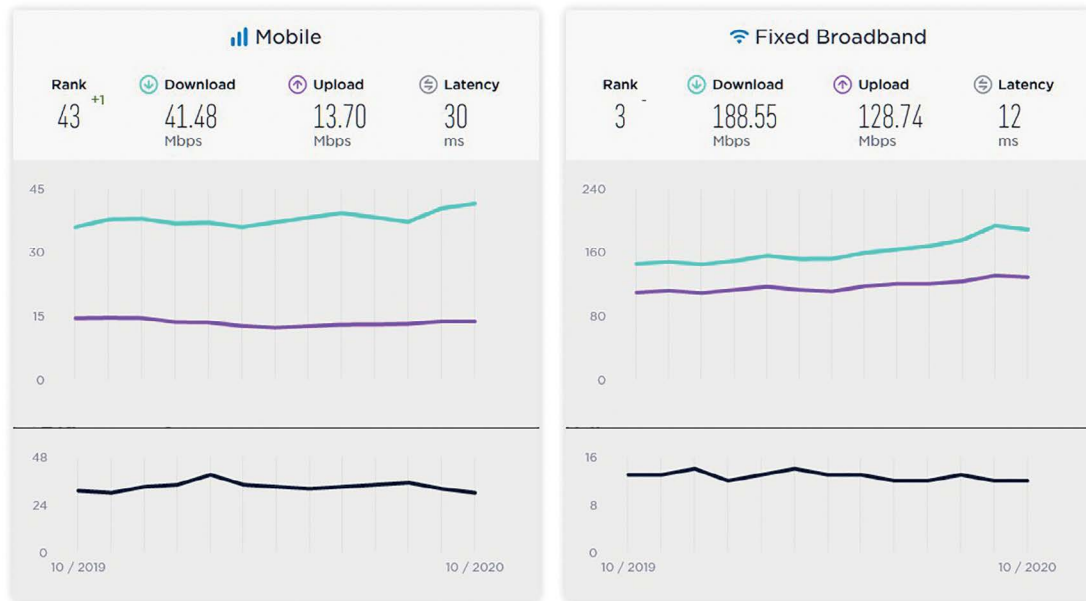 Mobile
Rank Download Upload Latency
43 +1 41.48 13.70 30
Mbps Mbps ms
45
30
15
0
48
24
0
10 / 2019 10 / 2020
Fixed Broadband
Rank Download Upload Latency
3 - 188.55 128.74 12
Mbps Mbps ms
240
160
80
0
16
8
0
10 / 2019 10 / 2020